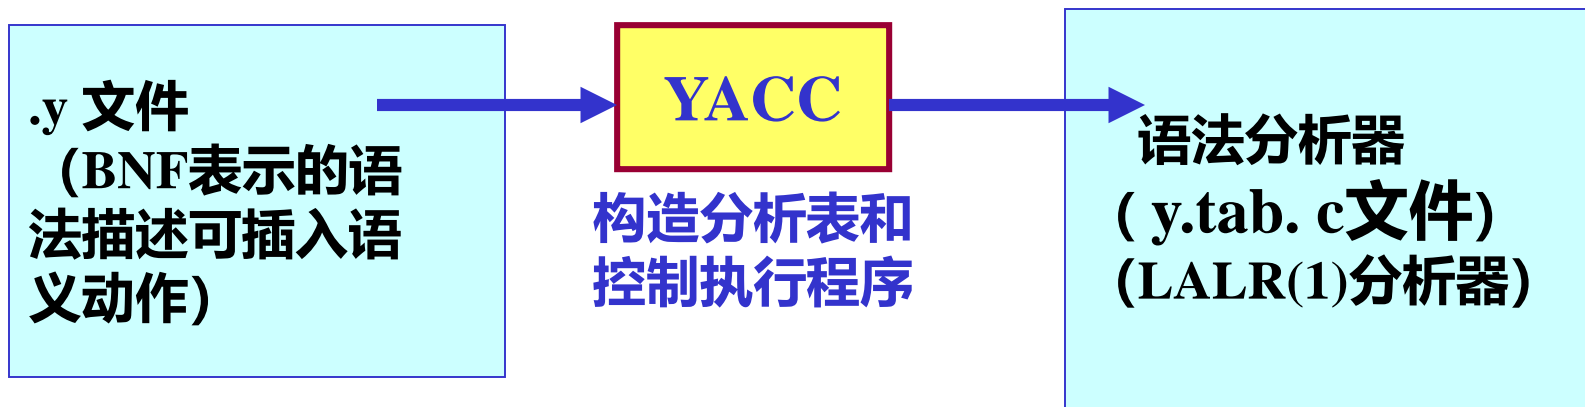 .y 文件
（BNF表示的语
法描述可插入语
义动作）
YACC
构造分析表和
控制执行程序
语法分析器
( y.tab. c文件)
（LALR(1)分析器）